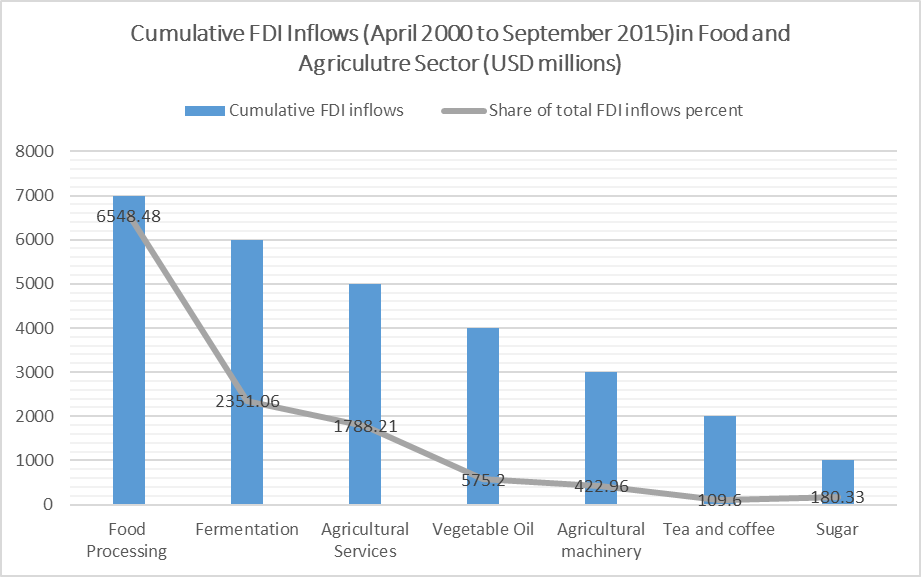 Cumulative FDI Inflows (April 2000 to September 2015)in Food and
Agriculutre Sector (USD millions)
Cumulative FDI inflows
Share of total FDI inflows percent
8000
7000
6000
5000
4000
3000
2000
1000
0
6548.48
2351.06
1788.21
575.2
422.96
109.6
180.33
Food
Processing
Fermentation
Agricultural
Services
Vegetable Oil
Agricultural
machinery
Tea and coffee
Sugar